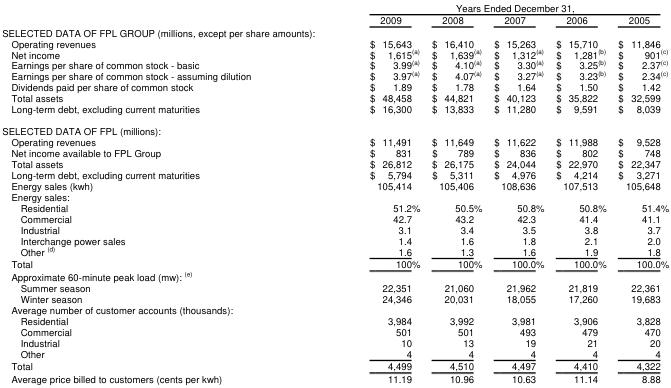 Years Ended December 31,
2009 2008 2007 2006 2005
SELECTED DATA OF FPL GROUP (millions, except per share amounts):
Operating revenues $ 15,643 $ 16,410 $ 15,263 $ 15,710 $ 11,846
Net income $ 1,615(a) $ 1,639(a) $ 1,312(a) $ 1,281(b) $ 901(c)
Earnings per share of common stock - basic $ 3.99(a) $ 4.10(a) $ 3.30(a) $ 3.25(b) $ 2.37(c)
Earnings per share of common stock - assuming dilution $ 3.97(a) $ 4.07(a) $ 3.27(a) $ 3.23(b) $ 2.34(c)
Dividends paid per share of common stock $ 1.89 $ 1.78 $ 1.64 $ 1.50 $ 1.42
Total assets $ 48,458 $ 44,821 $ 40,123 $ 35,822 $ 32,599
Long-term debt, excluding current maturities $ 16,300 $ 13,833 $ 11,280 $ 9,591 $ 8,039
SELECTED DATA OF FPL (millions):
Operating revenues $ 11,491 $ 11,649 $ 11,622 $ 11,988 $ 9,528
Net income available to FPL Group $ 831 $ 789 $ 836 $ 802 $ 748
Total assets $ 26,812 $ 26,175 $ 24,044 $ 22,970 $ 22,347
Long-term debt, excluding current maturities $ 5,794 $ 5,311 $ 4,976 $ 4,214 $ 3,271
Energy sales (kwh) 105,414 105,406 108,636 107,513 105,648
Energy sales:
Residential 51.2% 50.5% 50.8% 50.8% 51.4%
Commercial 42.7 43.2 42.3 41.4 41.1
Industrial 3.1 3.4 3.5 3.8 3.7
Interchange power sales 1.4 1.6 1.8 2.1 2.0
Other (d) 1.6 1.3 1.6 1.9 1.8
Total 100% 100% 100.0% 100.0% 100.0%
Approximate 60-minute peak load (mw): (e)
Summer season 22,351 21,060 21,962 21,819 22,361
Winter season 24,346 20,031 18,055 17,260 19,683
Average number of customer accounts (thousands):
Residential 3,984 3,992 3,981 3,906 3,828
Commercial 501 501 493 479 470
Industrial 10 13 19 21 20
Other 4 4 4 4 4
Total 4,499 4,510 4,497 4,410 4,322
Average price billed to customers (cents per kwh) 11.19 10.96 10.63 11.14 8.88